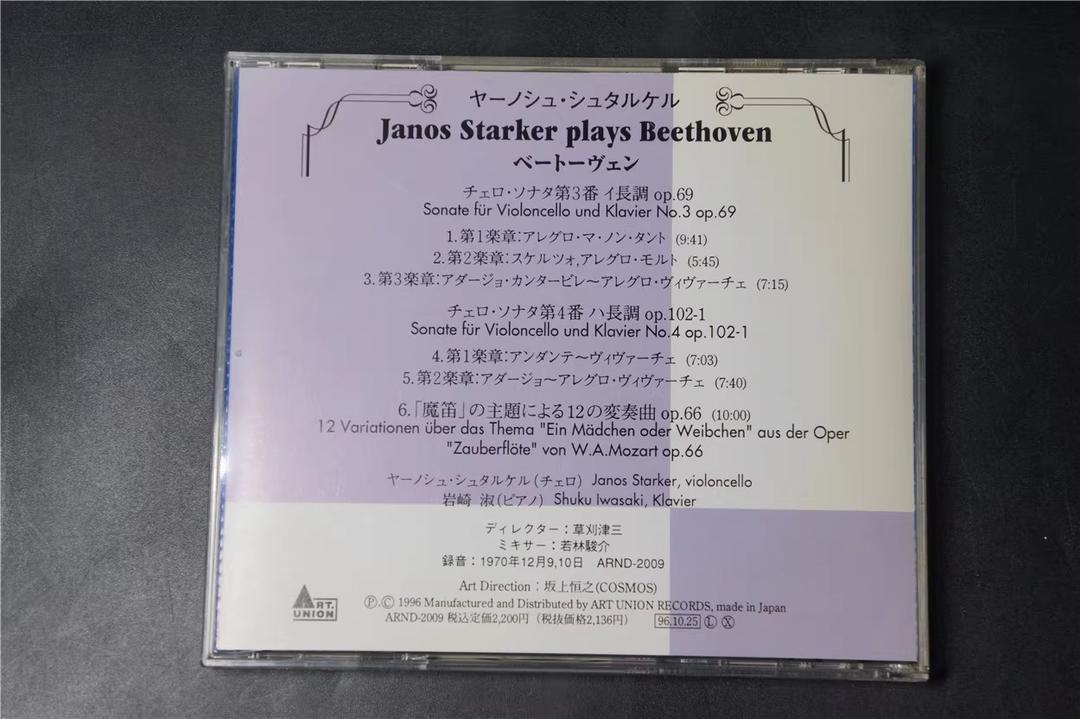 ヤーノシュ・シュタルケル
Janos Starker plays Beethoven
ベートーヴェン
チェロ・ソナタ第3番 イ長調 op.69
Sonate für Violoncello und Klavier No.3 op.69
1.第1楽章:アレグロ・マ・ノン・タント (9:41)
2.第2楽章:スケルツォ,アレグロ・モルト (5:45)
3.第3楽章:アダージョ・カンタービレ〜アレグロ・ヴィヴァーチェ (7:15)
チェロ・ソナタ第4番 ハ長調 op.102-1
Sonate für Violoncello und Klavier No.4 op.102-1
4.第1楽章:アンダンテ〜ヴィヴァーチェ (7:03)
5.第2楽章:アダージョ〜アレグロ・ヴィヴァーチェ (7:40)
6.「魔笛」の主題による12の変奏曲 op.66 (10:00)
12 Variationen über das Thema "Ein Mädchen oder Weibchen" aus der Oper
"Zauberflöte" von W.A.Mozart op.66
ヤーノシュ・シュタルケル(チェロ) Janos Starker, violoncello
岩崎 淑(ピアノ) Shuku Iwasaki, Klavier
ディレクター:草刈津三
ミキサー:若林駿介
録音:1970年12月9,10日 ARND-2009
Art Direction:坂上恒之(COSMOS)
ART UNION
Ⓟ.Ⓒ 1996 Manufactured and Distributed by ART UNION RECORDS, made in Japan
ARND-2009 税込定価2,200円(税抜価格2,136円) 96.10.25 Ⓛ Ⓧ